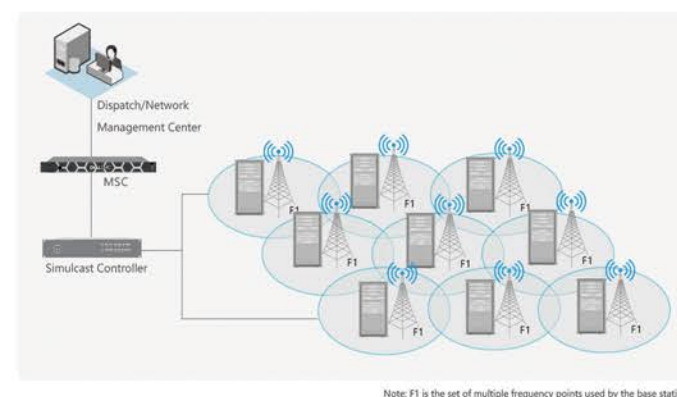 Dispatch/Network
Management Center
MSC
Simulcast Controller
F1
F1
F1
F1
F1
F1
F1
F1
F1
Note: F1 is the set of multiple frequency points used by the base stati